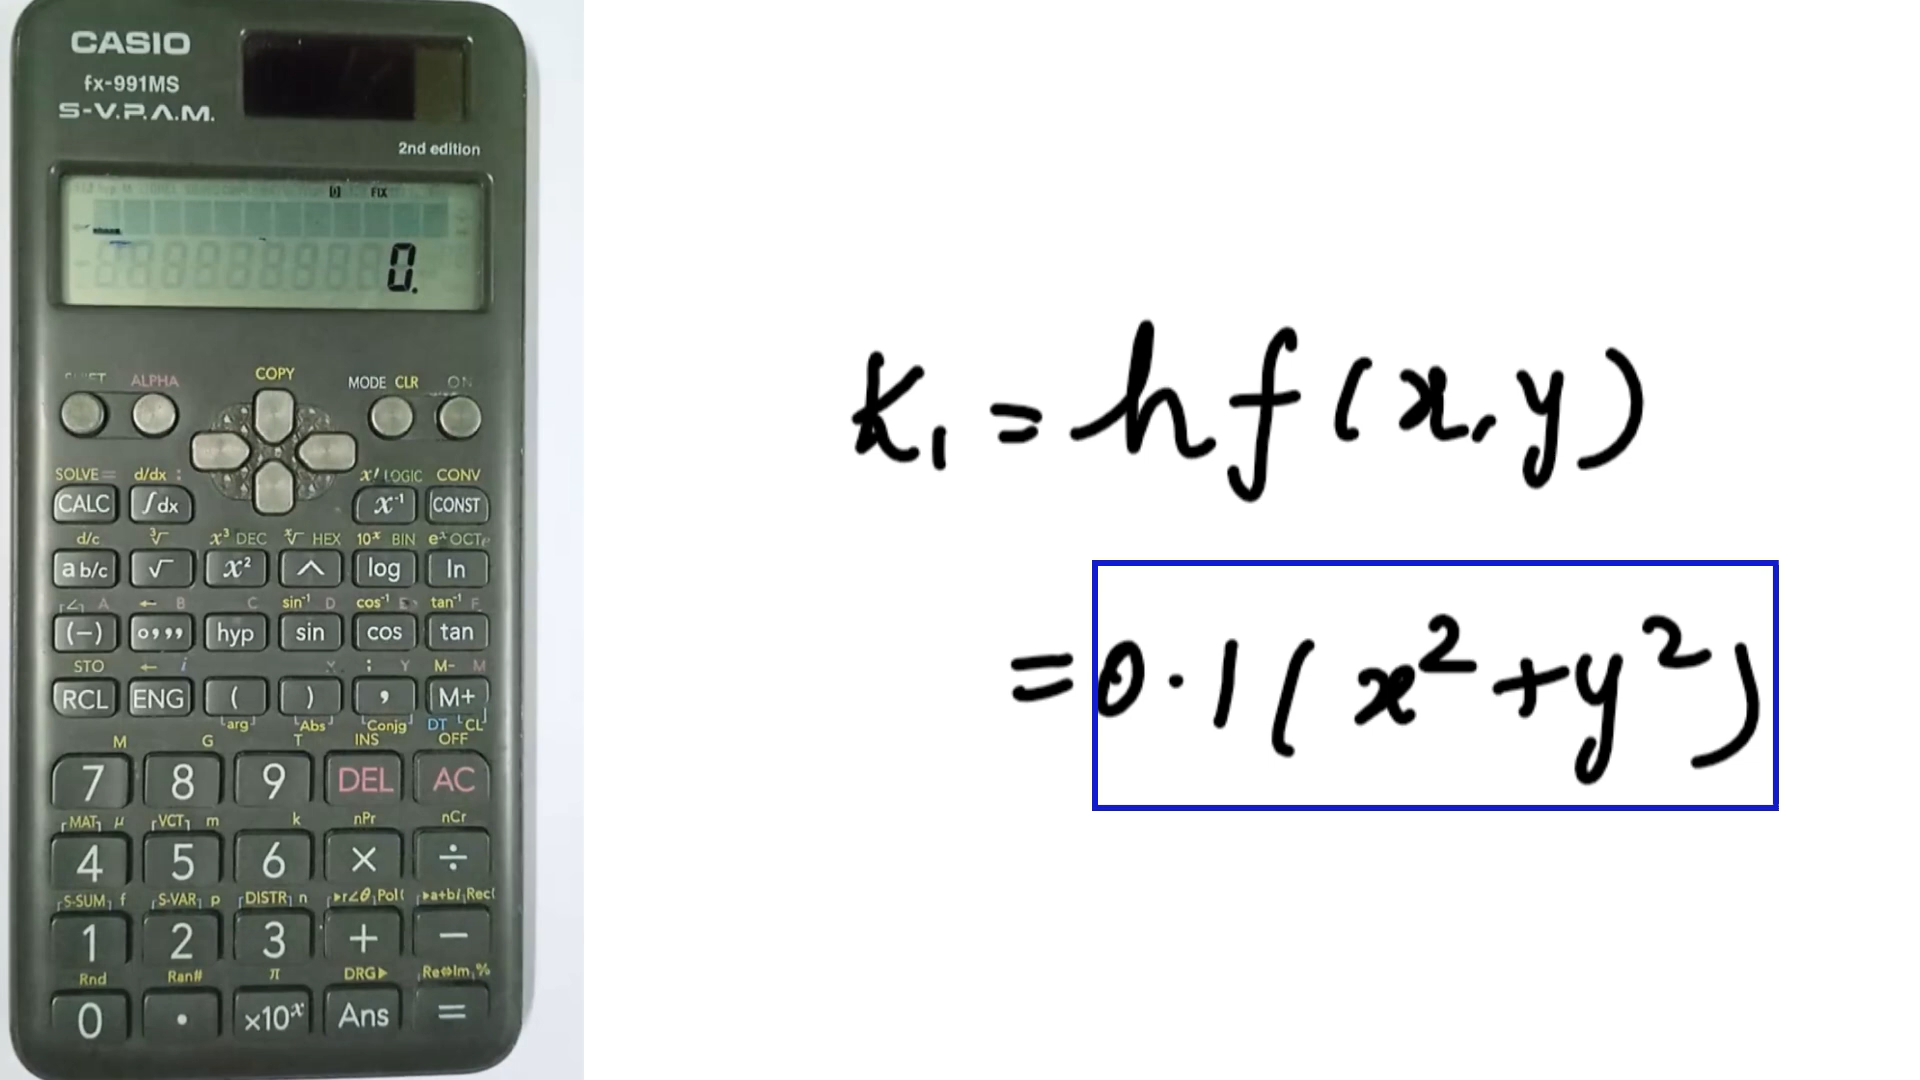 CASIO
fx-991MS
S-V.P.A.M.
2nd edition
D FIX
0.
COPY
SHIFT ALPHA MODE CLR ON
SOLVE = d/dx : x! LOGIC CONV
CALC ∫dx x⁻¹ CONST
d/c ³√ x³ DEC ˣ√ HEX 10ˣ BIN eˣ OCT e
a b/c √ x² ^ log ln
∠ A ← B C sin⁻¹ D cos⁻¹ E tan⁻¹ F
(−) o,,, hyp sin cos tan
STO ← i X ; Y M- M
RCL ENG ( ) , M+
arg Abs Conjg DT CL
M G T INS OFF
7 8 9 DEL AC
MAT μ VCT m k nPr nCr
4 5 6 × ÷
S-SUM f S-VAR p DISTR n ▸r∠θ Pol( ▸a+bi Rec(
1 2 3 + −
Rnd Ran# π DRG▸ Re⇔Im %
0 . ×10ˣ Ans =
K₁ = hf(x,y)
= 0.1(x²+y²)